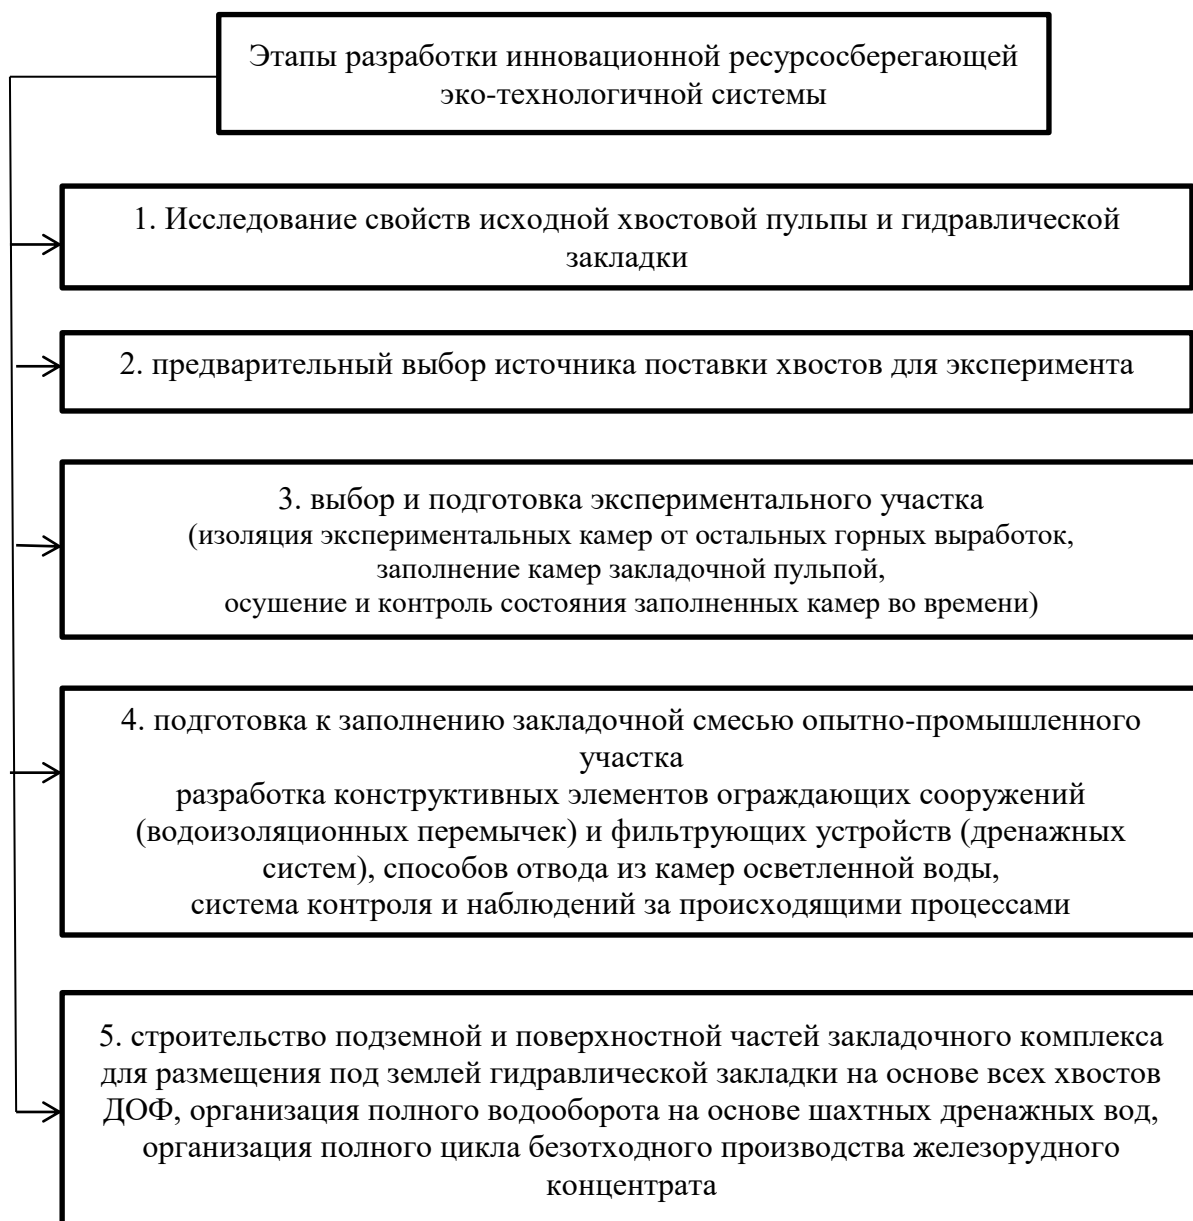 Этапы разработки инновационной ресурсосберегающей
эко-технологичной системы
1. Исследование свойств исходной хвостовой пульпы и гидравлической
закладки
2. предварительный выбор источника поставки хвостов для эксперимента
3. выбор и подготовка экспериментального участка
(изоляция экспериментальных камер от остальных горных выработок,
заполнение камер закладочной пульпой,
осушение и контроль состояния заполненных камер во времени)
4. подготовка к заполнению закладочной смесью опытно-промышленного
участка
разработка конструктивных элементов ограждающих сооружений
(водоизоляционных перемычек) и фильтрующих устройств (дренажных
систем), способов отвода из камер осветленной воды,
система контроля и наблюдений за происходящими процессами
5. строительство подземной и поверхностной частей закладочного комплекса
для размещения под землей гидравлической закладки на основе всех хвостов
ДОФ, организация полного водооборота на основе шахтных дренажных вод,
организация полного цикла безотходного производства железорудного
концентрата